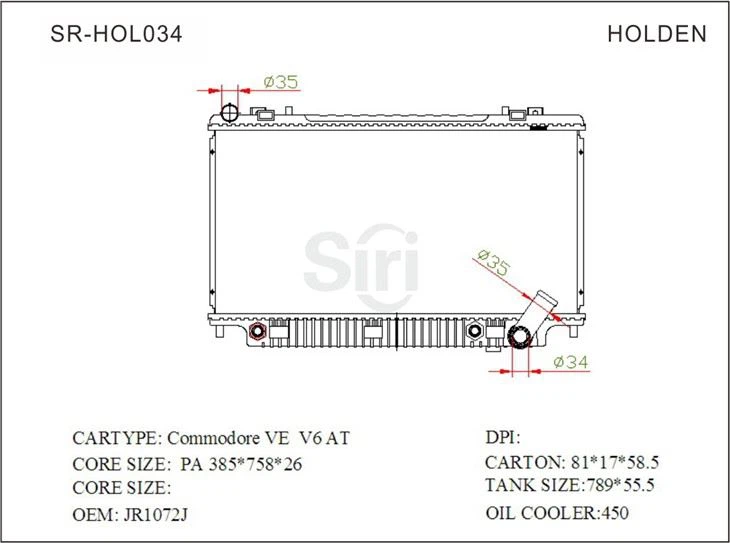 SR-HOL034 HOLDEN
Ø35
Siri
Ø35
Ø34
CARTYPE: Commodore VE V6 AT DPI:
CORE SIZE: PA 385*758*26 CARTON: 81*17*58.5
CORE SIZE: TANK SIZE:789*55.5
OEM: JR1072J OIL COOLER:450